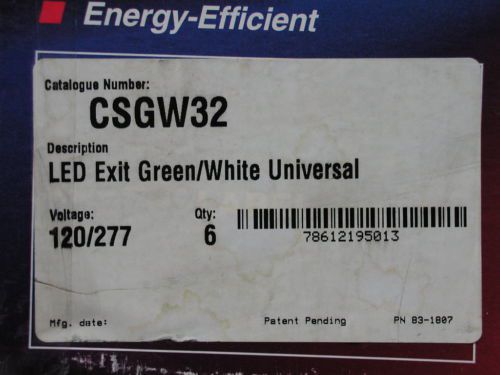 Energy-Efficient
Catalogue Number:
CSGW32
Description
LED Exit Green/White Universal
Voltage: Qty:
120/277 6
78612195013
Mfg. date: Patent Pending PN 83-1807